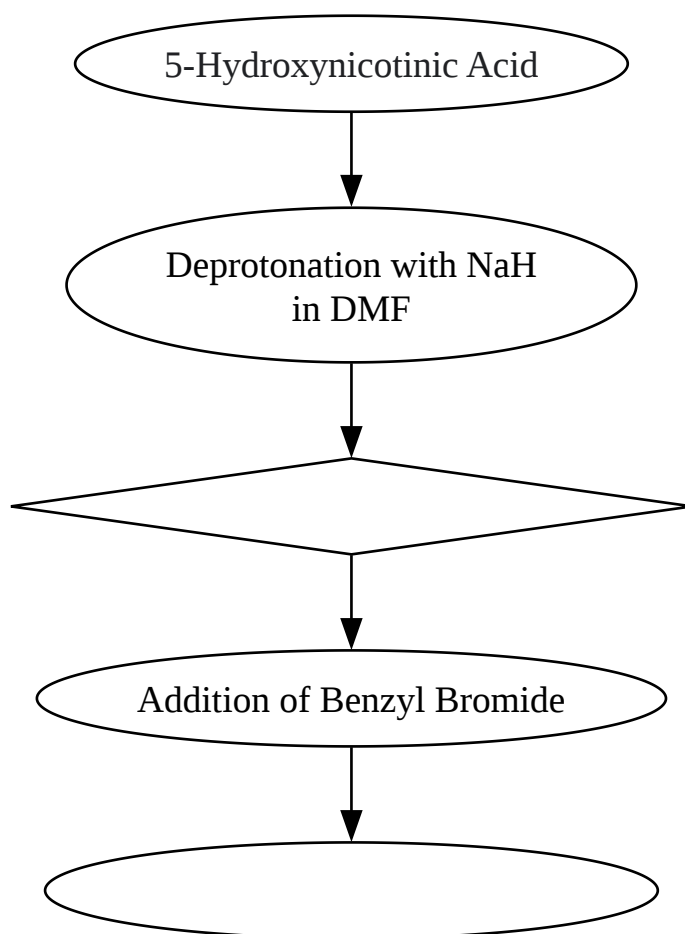 5-Hydroxynicotinic Acid
Deprotonation with NaH
in DMF
Addition of Benzyl Bromide